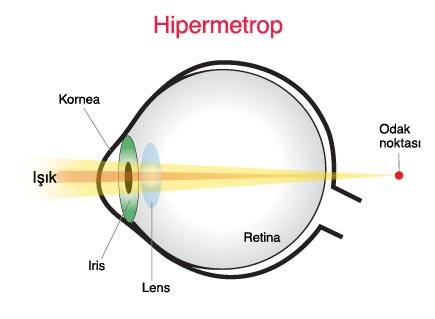 Hipermetrop
Kornea
Odak
noktası
Işık
Retina
Iris
Lens